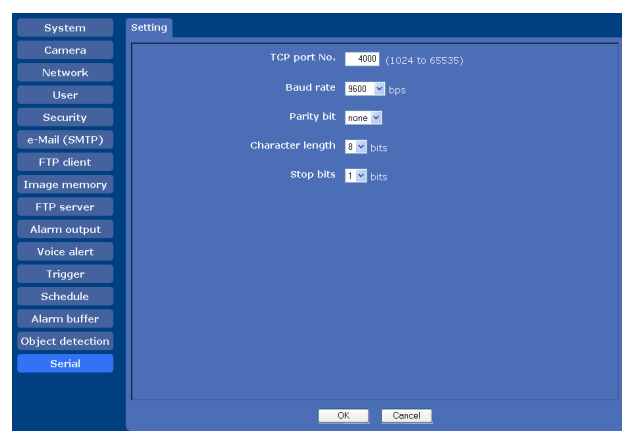 System
Camera
Network
User
Security
e-Mail (SMTP)
FTP client
Image memory
FTP server
Alarm output
Voice alert
Trigger
Schedule
Alarm buffer
Object detection
Serial
Setting
TCP port No. 4000 (1024 to 65535)
Baud rate 9600 bps
Parity bit none
Character length 8 bits
Stop bits 1 bits
OK Cancel